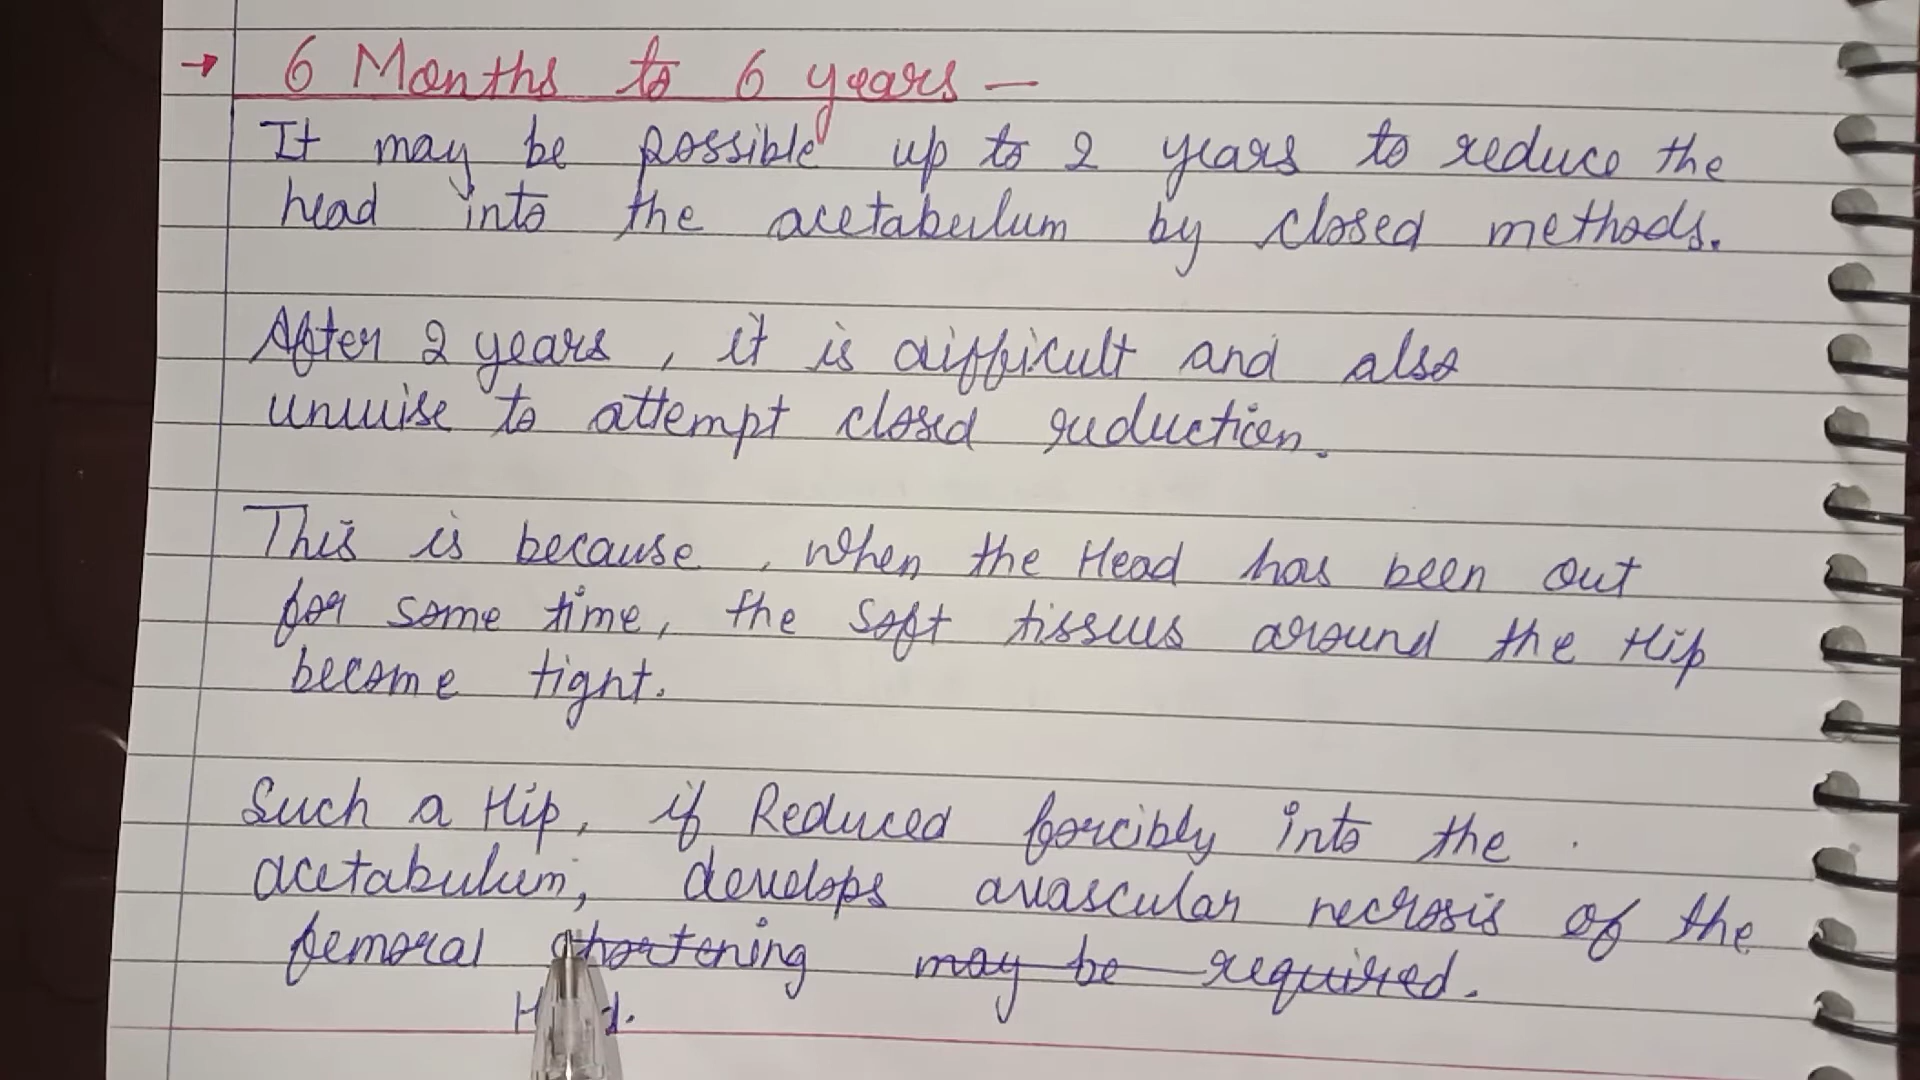 → 6 Months to 6 years —
It may be possible up to 2 years to reduce the
head into the acetabulum by closed methods.
After 2 years, it is difficult and also
unwise to attempt closed reduction.
This is because, when the Head has been out
for some time, the soft tissues around the Hip
become tight.
Such a Hip, if Reduced forcibly into the
acetabulum, develops avascular necrosis of the
femoral shortening may be required.